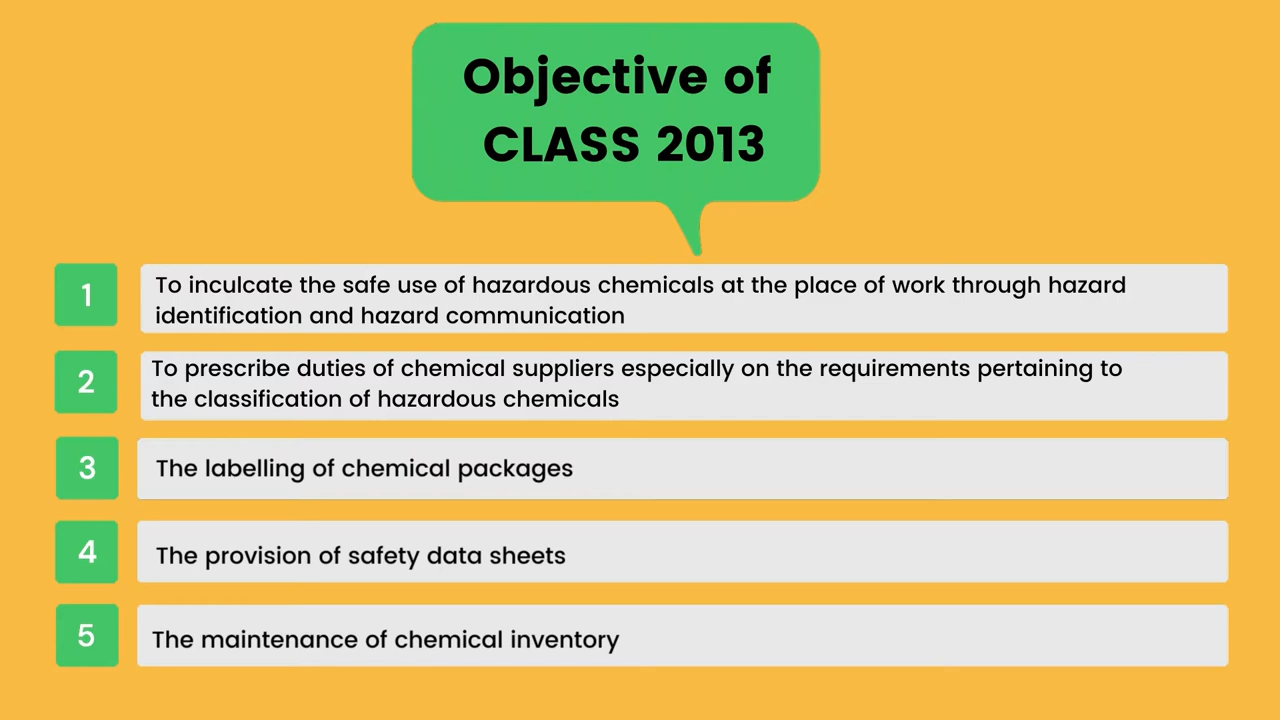 Objective of
CLASS 2013
1
To inculcate the safe use of hazardous chemicals at the place of work through hazard
identification and hazard communication
2
To prescribe duties of chemical suppliers especially on the requirements pertaining to
the classification of hazardous chemicals
3
The labelling of chemical packages
4
The provision of safety data sheets
5
The maintenance of chemical inventory